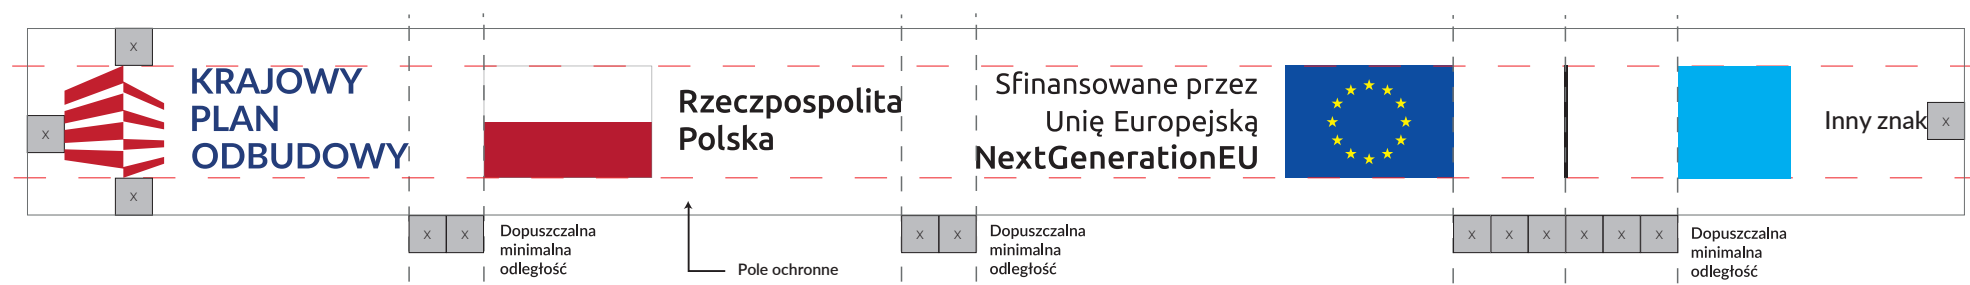 x
x
x
KRAJOWY
PLAN
ODBUDOWY
Rzeczpospolita
Polska
Sfinansowane przez
Unię Europejską
NextGenerationEU
Inny znak
x
x x
Dopuszczalna
minimalna
odległość
Pole ochronne
x x
Dopuszczalna
minimalna
odległość
x x x x x x
Dopuszczalna
minimalna
odległość